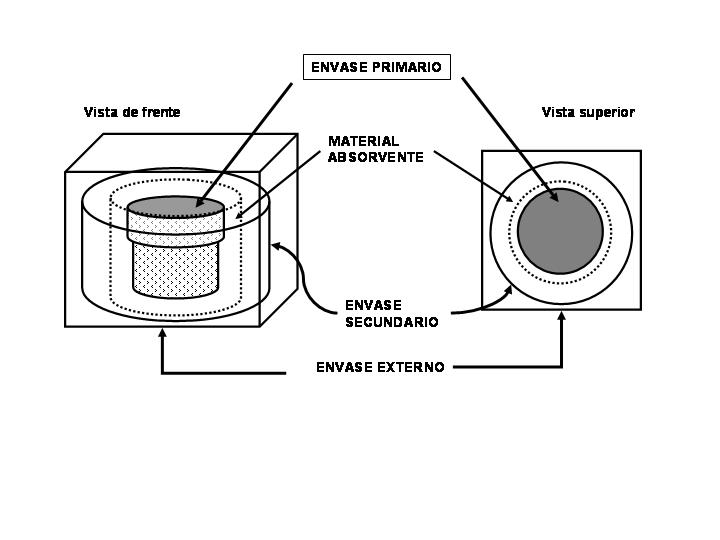 ENVASE PRIMARIO
Vista de frente
Vista superior
MATERIAL
ABSORVENTE
ENVASE
SECUNDARIO
ENVASE EXTERNO